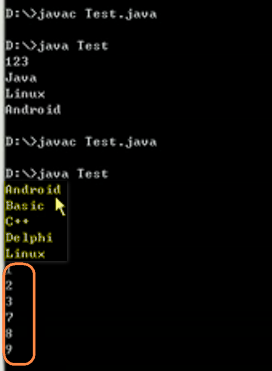 D:\>javac Test.java
D:\>java Test
123
Java
Linux
Android
D:\>javac Test.java
D:\>java Test
Android
Basic
C++
Delphi
Linux
1
2
3
7
8
9